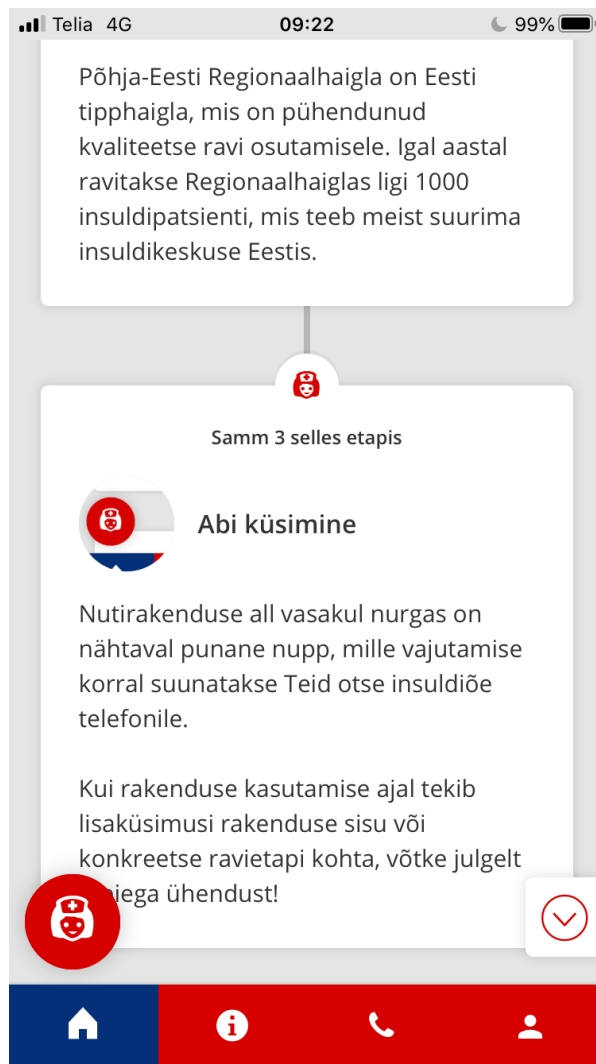 Telia 4G 09:22 99%
Põhja-Eesti Regionaalhaigla on Eesti
tipphaigla, mis on pühendunud
kvaliteetse ravi osutamisele. Igal aastal
ravitakse Regionaalhaiglas ligi 1000
insuldipatsienti, mis teeb meist suurima
insuldikeskuse Eestis.
Samm 3 selles etapis
Abi küsimine
Nutirakenduse all vasakul nurgas on
nähtaval punane nupp, mille vajutamise
korral suunatakse Teid otse insuldiõe
telefonile.
Kui rakenduse kasutamise ajal tekib
lisaküsimusi rakenduse sisu või
konkreetse ravietapi kohta, võtke julgelt
ühendust!